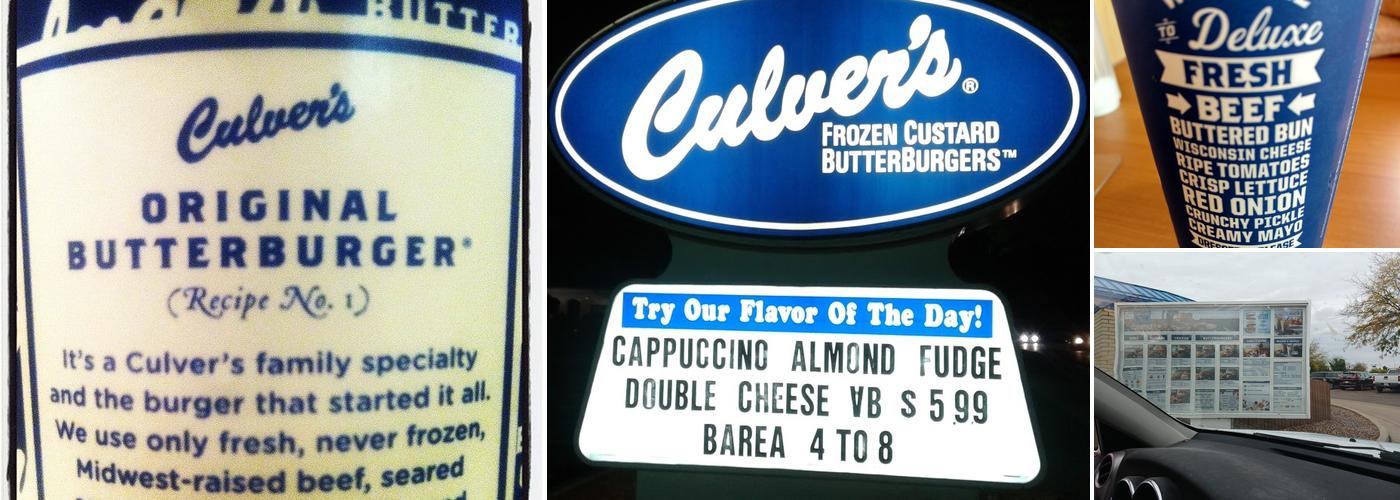 BUTTER
Culver's
ORIGINAL
BUTTERBURGER®
(Recipe No. 1)
It's a Culver's family specialty
and the burger that started it all.
We use only fresh, never frozen,
Midwest-raised beef, seared
Culver's®
FROZEN CUSTARD
BUTTERBURGERS™
Try Our Flavor Of The Day!
CAPPUCCINO ALMOND FUDGE
DOUBLE CHEESE VB $ 5.99
BAREA 4 TO 8
TO Deluxe
FRESH
BEEF
BUTTERED BUN
WISCONSIN CHEESE
RIPE TOMATOES
CRISP LETTUCE
RED ONION
CRUNCHY PICKLE
CREAMY MAYO